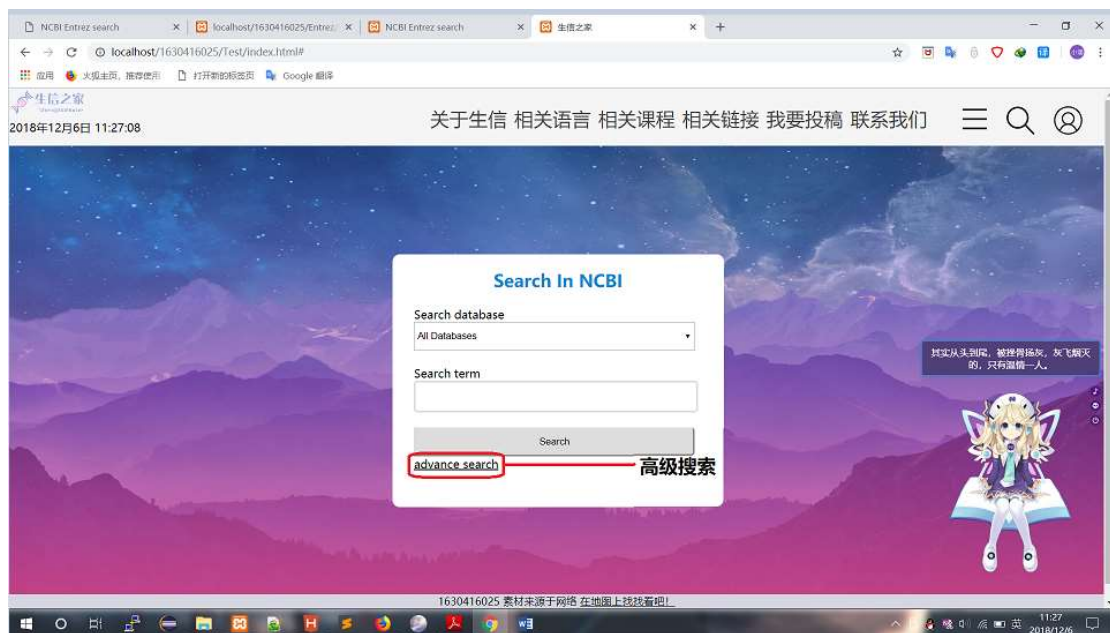 NCBI Entrez search
localhost/1630416025/Entrez
NCBI Entrez search
生信之家
localhost/1630416025/Test/index.html#
应用 火狐主页，推荐使用 打开新的标签页 Google 翻译
生信之家
2018年12月6日 11:27:08
关于生信 相关语言 相关课程 相关链接 我要投稿 联系我们
Search In NCBI
Search database
All Databases
Search term
Search
advance search
高级搜索
其实从头到尾，被挫骨扬灰，灰飞烟灭
的，只有温情一人。
1630416025 素材来源于网络 在地图上找找看吧！
英 11:27
2018/12/6